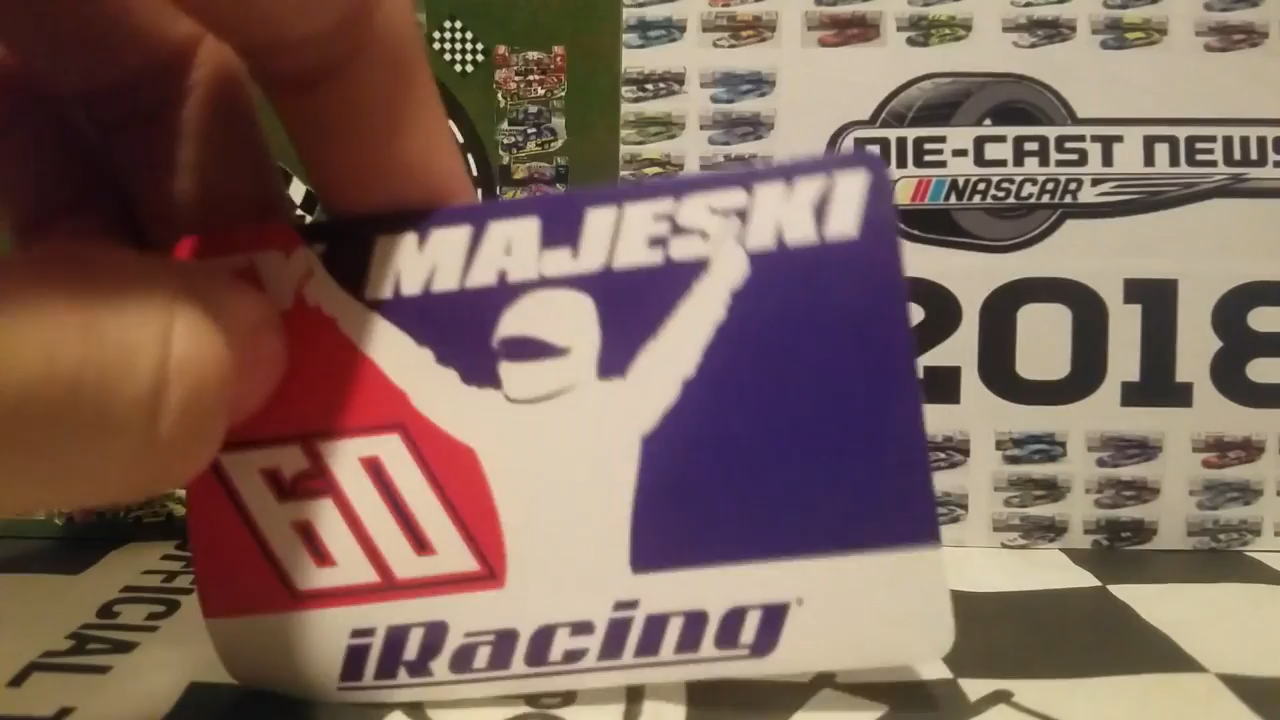 MAJESKI
60
iRacing
DIE-CAST NEWS
NASCAR
2018
OFFICIAL